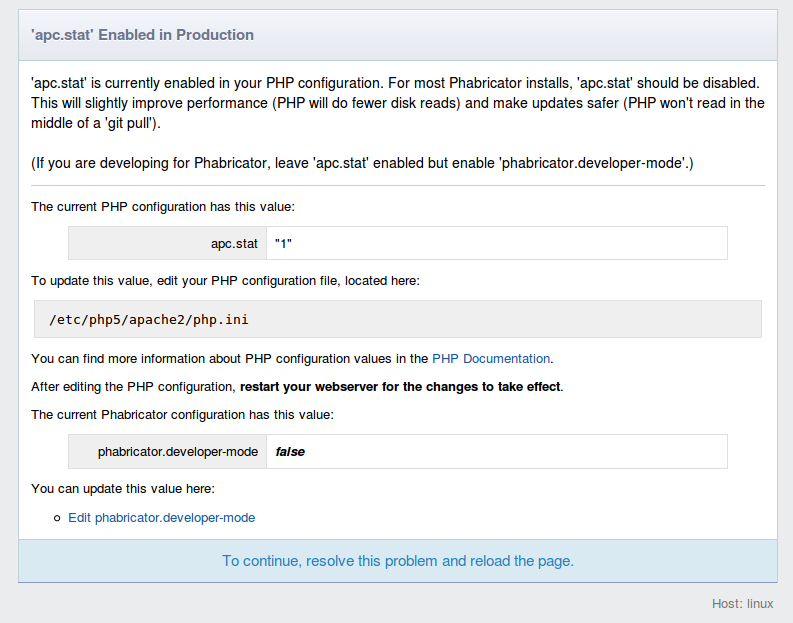 'apc.stat' Enabled in Production
'apc.stat' is currently enabled in your PHP configuration. For most Phabricator installs, 'apc.stat' should be disabled.
This will slightly improve performance (PHP will do fewer disk reads) and make updates safer (PHP won't read in the
middle of a 'git pull').
(If you are developing for Phabricator, leave 'apc.stat' enabled but enable 'phabricator.developer-mode'.)
The current PHP configuration has this value:
apc.stat "1"
To update this value, edit your PHP configuration file, located here:
/etc/php5/apache2/php.ini
You can find more information about PHP configuration values in the PHP Documentation.
After editing the PHP configuration, restart your webserver for the changes to take effect.
The current Phabricator configuration has this value:
phabricator.developer-mode false
You can update this value here:
Edit phabricator.developer-mode
To continue, resolve this problem and reload the page.
Host: linux